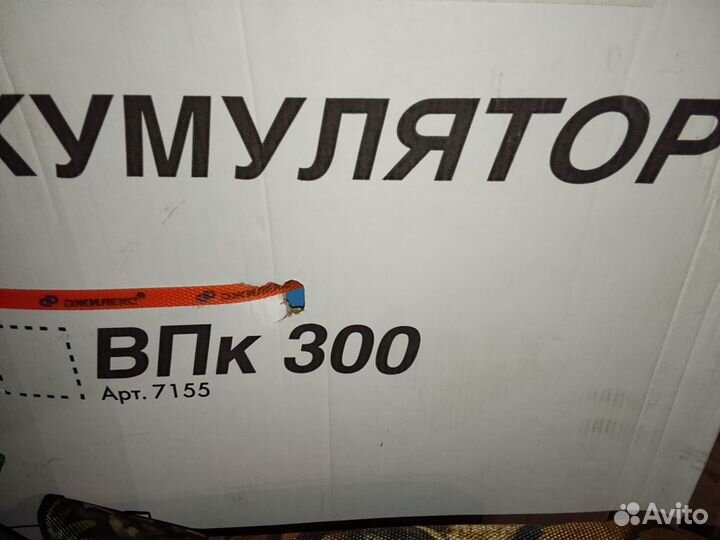 КУМУЛЯТОР
ДЖИЛЕКС® ДЖИЛЕКС
ВПк 300
Арт. 7155
Avito